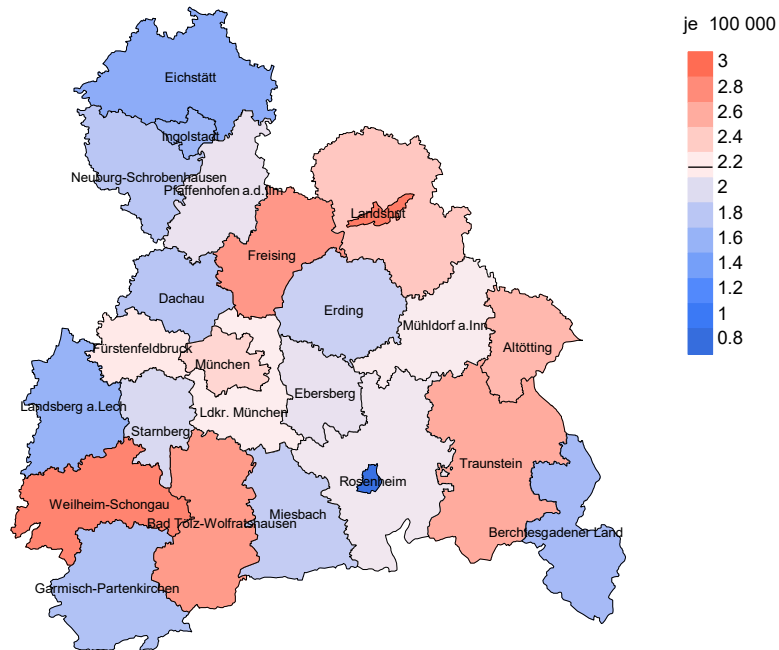 je 100 000
Eichstätt
Ingolstadt
Neuburg-Schrobenhausen
Pfaffenhofen a.d.Ilm
Landshut
Freising
Dachau
Erding
Mühldorf a.Inn
Altötting
Fürstenfeldbruck
München
Ebersberg
Landsberg a.Lech
Ldkr. München
Starnberg
Traunstein
Rosenheim
Weilheim-Schongau
Miesbach
Bad Tölz-Wolfratshausen
Berchtesgadener Land
Garmisch-Partenkirchen
3
2.8
2.6
2.4
2.2
2
1.8
1.6
1.4
1.2
1
0.8